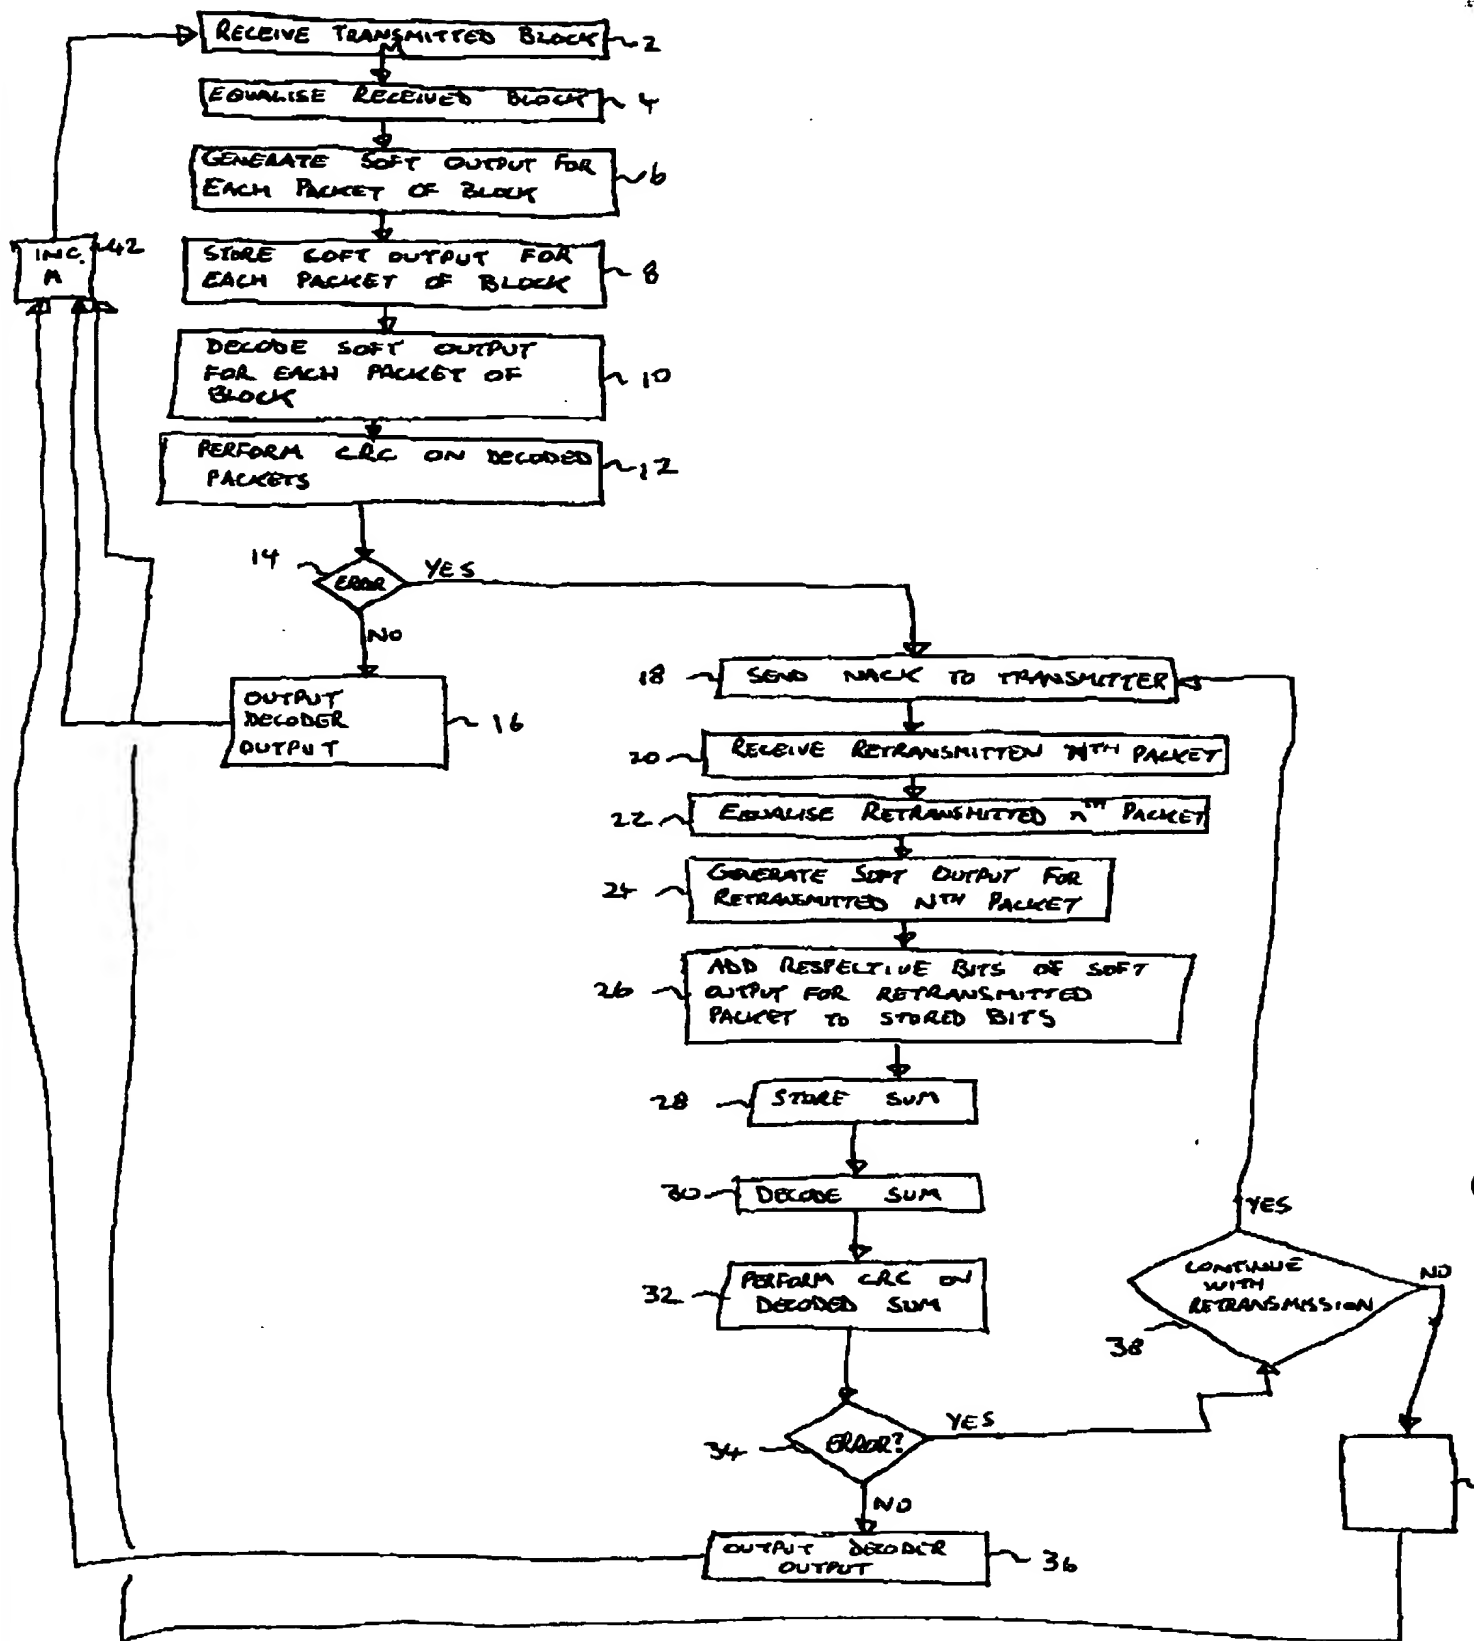 RECEIVE TRANSMITTED BLOCK
M
2
EQUALISE RECEIVED BLOCK
4
GENERATE SOFT OUTPUT FOR
EACH PACKET OF BLOCK
6
INC.
M
42
STORE SOFT OUTPUT FOR
EACH PACKET OF BLOCK
8
DECODE SOFT OUTPUT
FOR EACH PACKET OF
BLOCK
10
PERFORM CRC ON DECODED
PACKETS
12
14
ERROR
YES
NO
OUTPUT
DECODER
OUTPUT
16
18
SEND NACK TO TRANSMITTER
20
RECEIVE RETRANSMITTEN NTH PACKET
22
EQUALISE RETRANSMITTED nTH PACKET
24
GENERATE SOFT OUTPUT FOR
RETRANSMITTED NTH PACKET
26
ADD RESPECTIVE BITS OF SOFT
OUTPUT FOR RETRANSMITTED
PACKET TO STORED BITS
28
STORE SUM
30
DECODE SUM
32
PERFORM CRC ON
DECODED SUM
YES
CONTINUE
WITH
RETRANSMISSION
NO
38
34
ERROR?
YES
NO
OUTPUT DECODER
OUTPUT
36